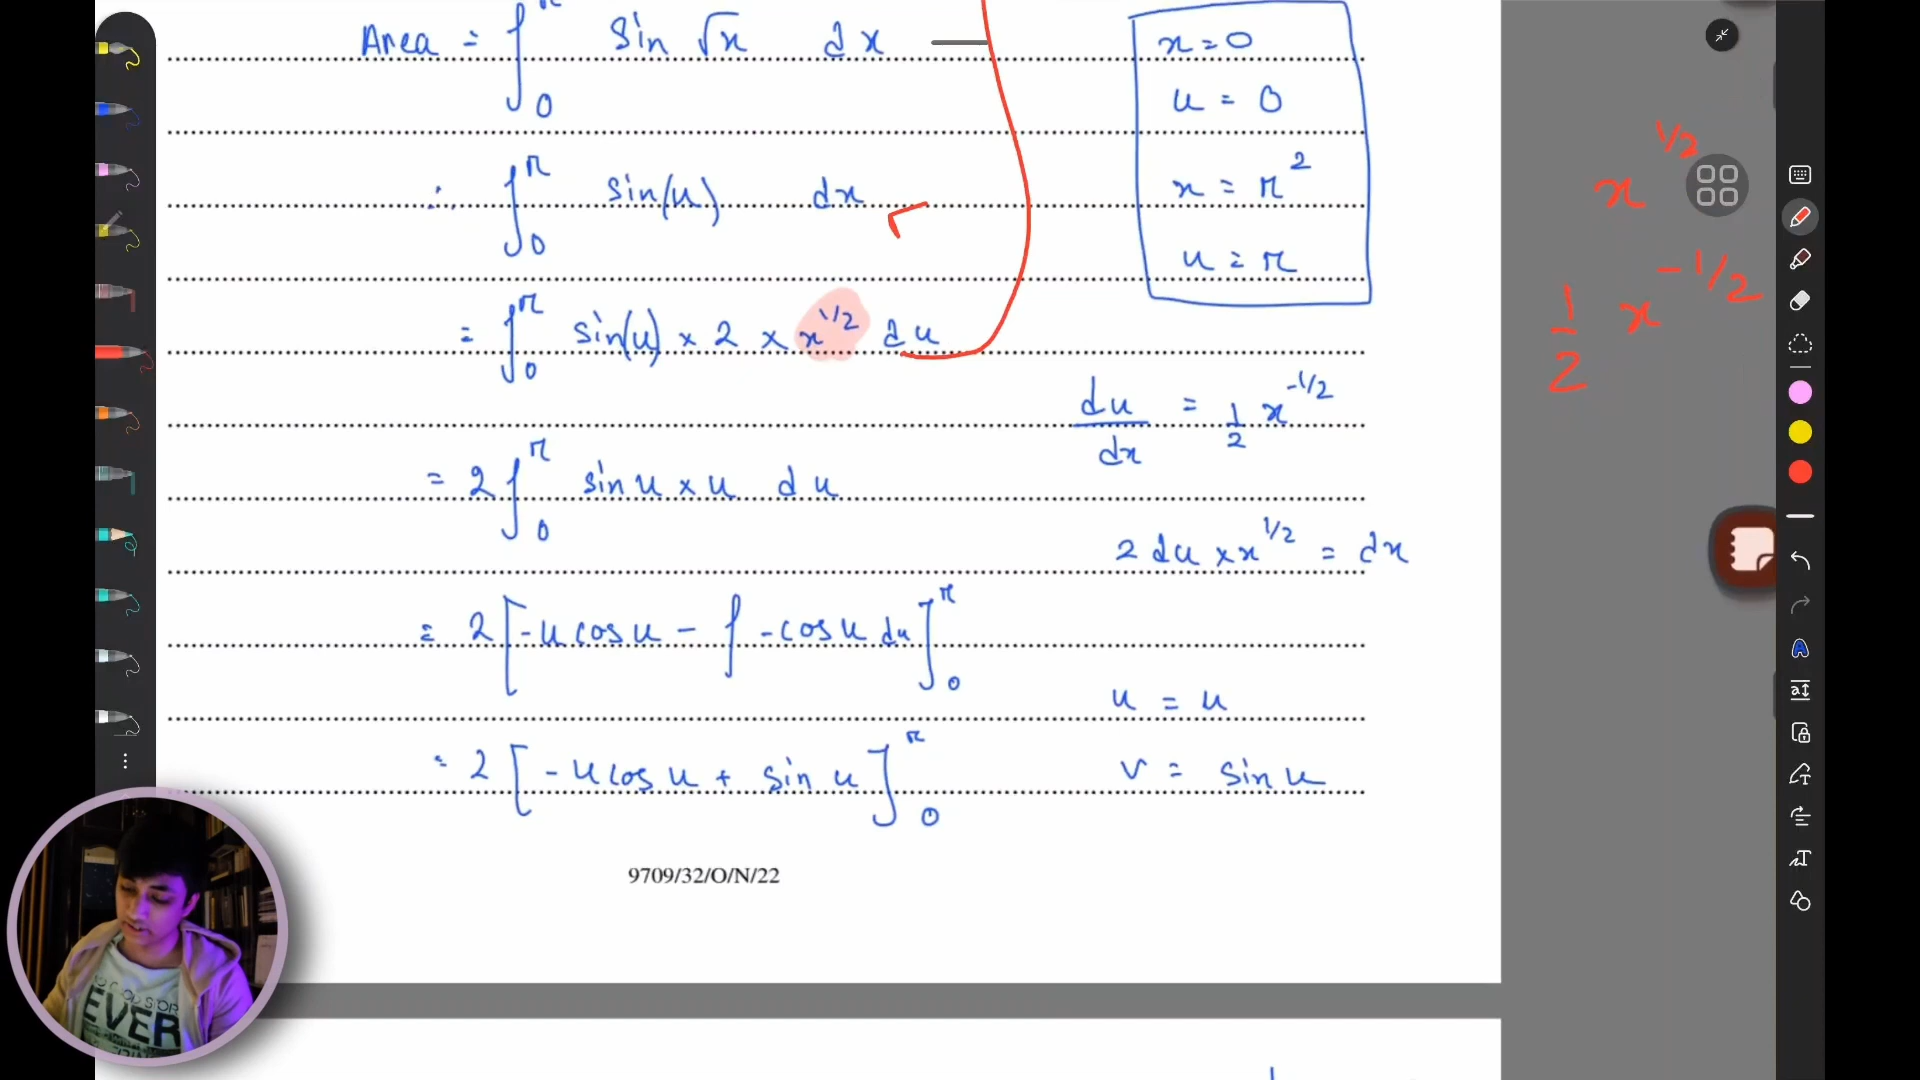 Area = ∫₀^π² sin √x dx
x = 0
u = 0
∴ ∫₀^π sin(u) dx
x = π²
u = π
= ∫₀^π sin(u) × 2 × x^1/2 du
du/dx = 1/2 x^-1/2
= 2 ∫₀^π sin u × u du
2 du × x^1/2 = dx
= 2 [-u cos u - ∫ -cos u du]₀^π
u = u
= 2 [-u cos u + sin u]₀^π
v = sin u
9709/32/O/N/22
x^1/2
1/2 x^-1/2
EVER